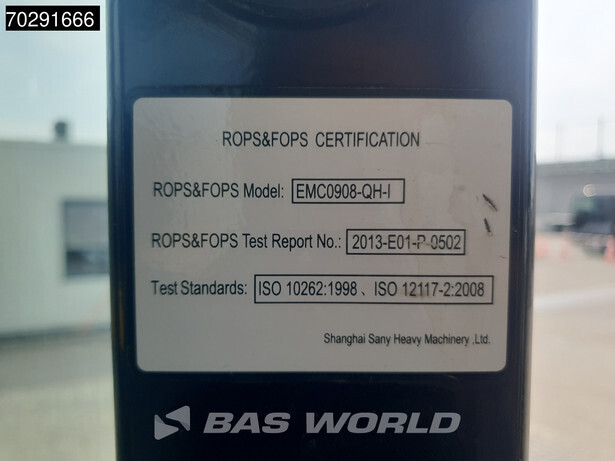 70291666
ROPS&FOPS CERTIFICATION
ROPS&FOPS Model: EMC0908-QH-I
ROPS&FOPS Test Report No.: 2013-E01-P-0502
Test Standards: ISO 10262:1998、ISO 12117-2:2008
Shanghai Sany Heavy Machinery .,Ltd.
BAS WORLD